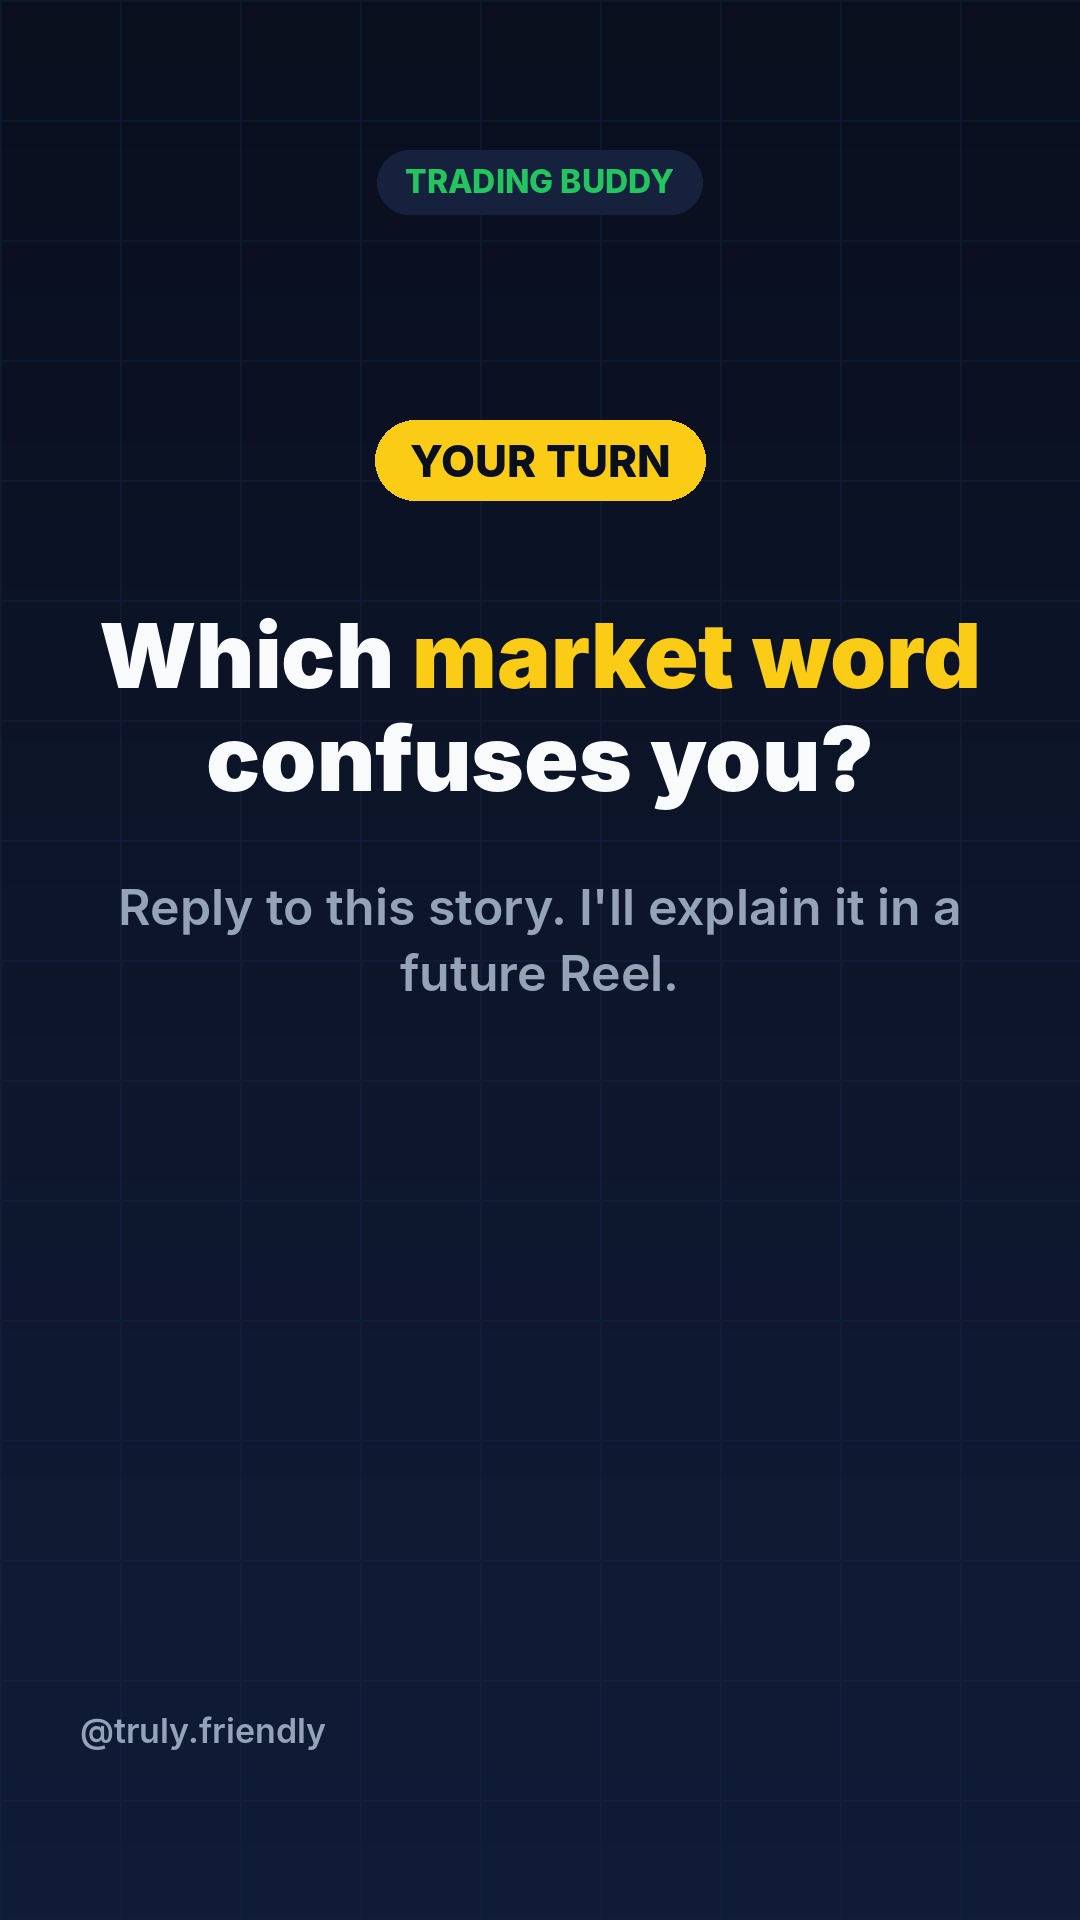 TRADING BUDDY
YOUR TURN
Which market word
confuses you?
Reply to this story. I'll explain it in a
future Reel.
@truly.friendly